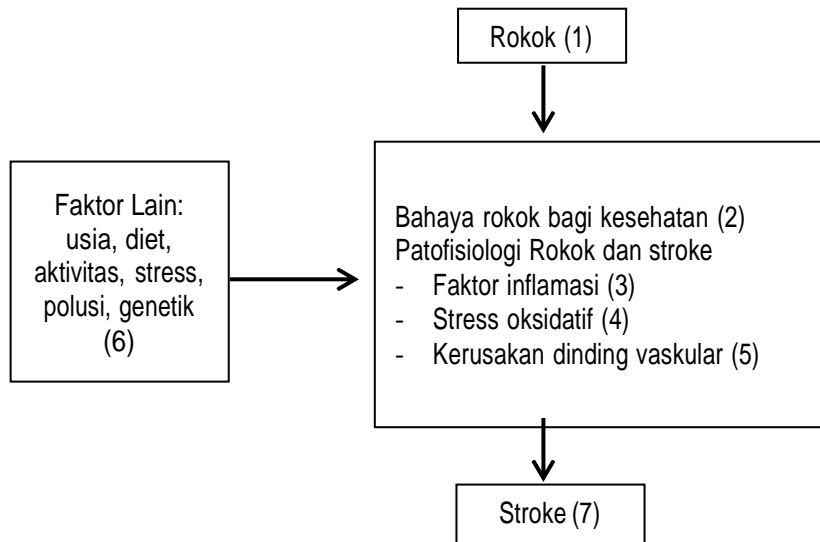 Rokok (1)
Faktor Lain:
usia, diet,
aktivitas, stress,
polusi, genetik
(6)
Bahaya rokok bagi kesehatan (2)
Patofisiologi Rokok dan stroke
- Faktor inflamasi (3)
- Stress oksidatif (4)
- Kerusakan dinding vaskular (5)
Stroke (7)